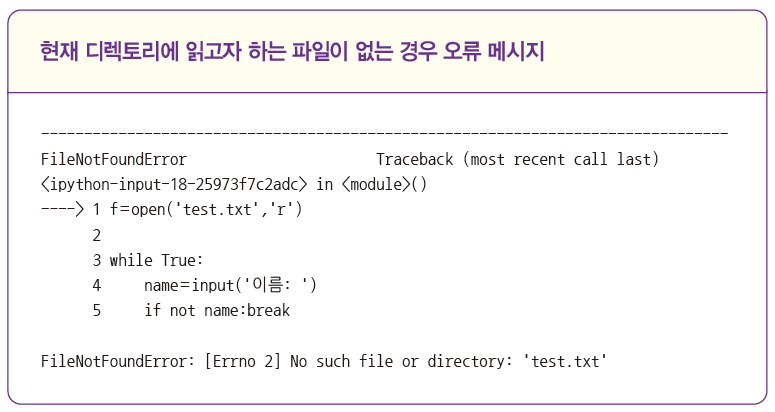 현재 디렉토리에 읽고자 하는 파일이 없는 경우 오류 메시지
--------------------------------------------------------------------------------
FileNotFoundError                      Traceback (most recent call last)
<ipython-input-18-25973f7c2adc> in <module>()
----> 1 f=open('test.txt','r')
      2
      3 while True:
      4     name=input('이름: ')
      5     if not name:break
FileNotFoundError: [Errno 2] No such file or directory: 'test.txt'